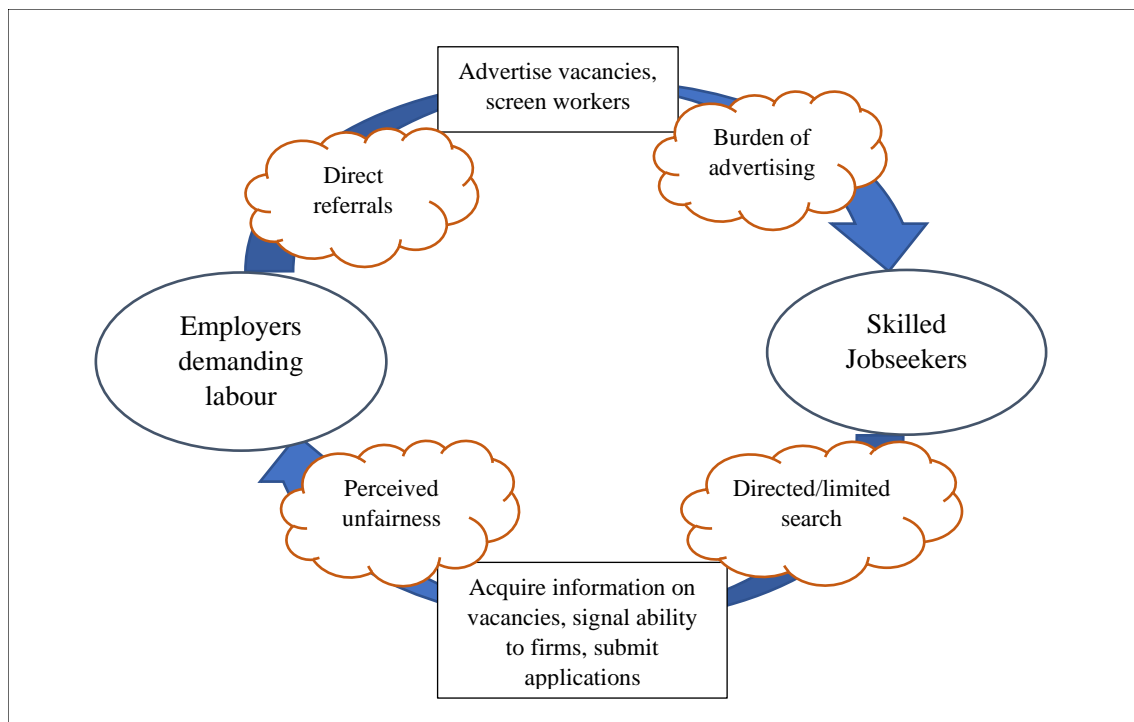 Advertise vacancies,
screen workers
Direct
referrals
Burden of
advertising
Employers
demanding
labour
Skilled
Jobseekers
Perceived
unfairness
Directed/limited
search
Acquire information on
vacancies, signal ability
to firms, submit
applications